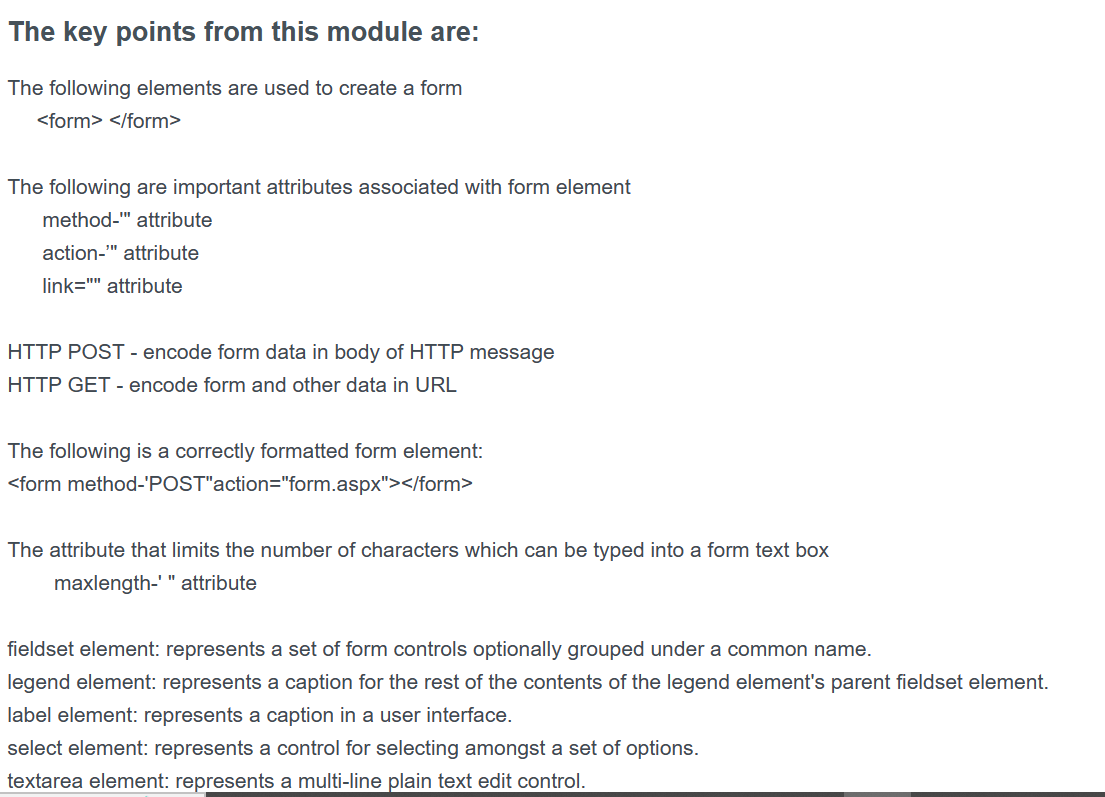 The key points from this module are:
The following elements are used to create a form
<form> </form>
The following are important attributes associated with form element
method-'" attribute
action-’" attribute
link="" attribute
HTTP POST - encode form data in body of HTTP message
HTTP GET - encode form and other data in URL
The following is a correctly formatted form element:
<form method-'POST"action="form.aspx"></form>
The attribute that limits the number of characters which can be typed into a form text box
maxlength-' " attribute
fieldset element: represents a set of form controls optionally grouped under a common name.
legend element: represents a caption for the rest of the contents of the legend element's parent fieldset element.
label element: represents a caption in a user interface.
select element: represents a control for selecting amongst a set of options.
textarea element: represents a multi-line plain text edit control.